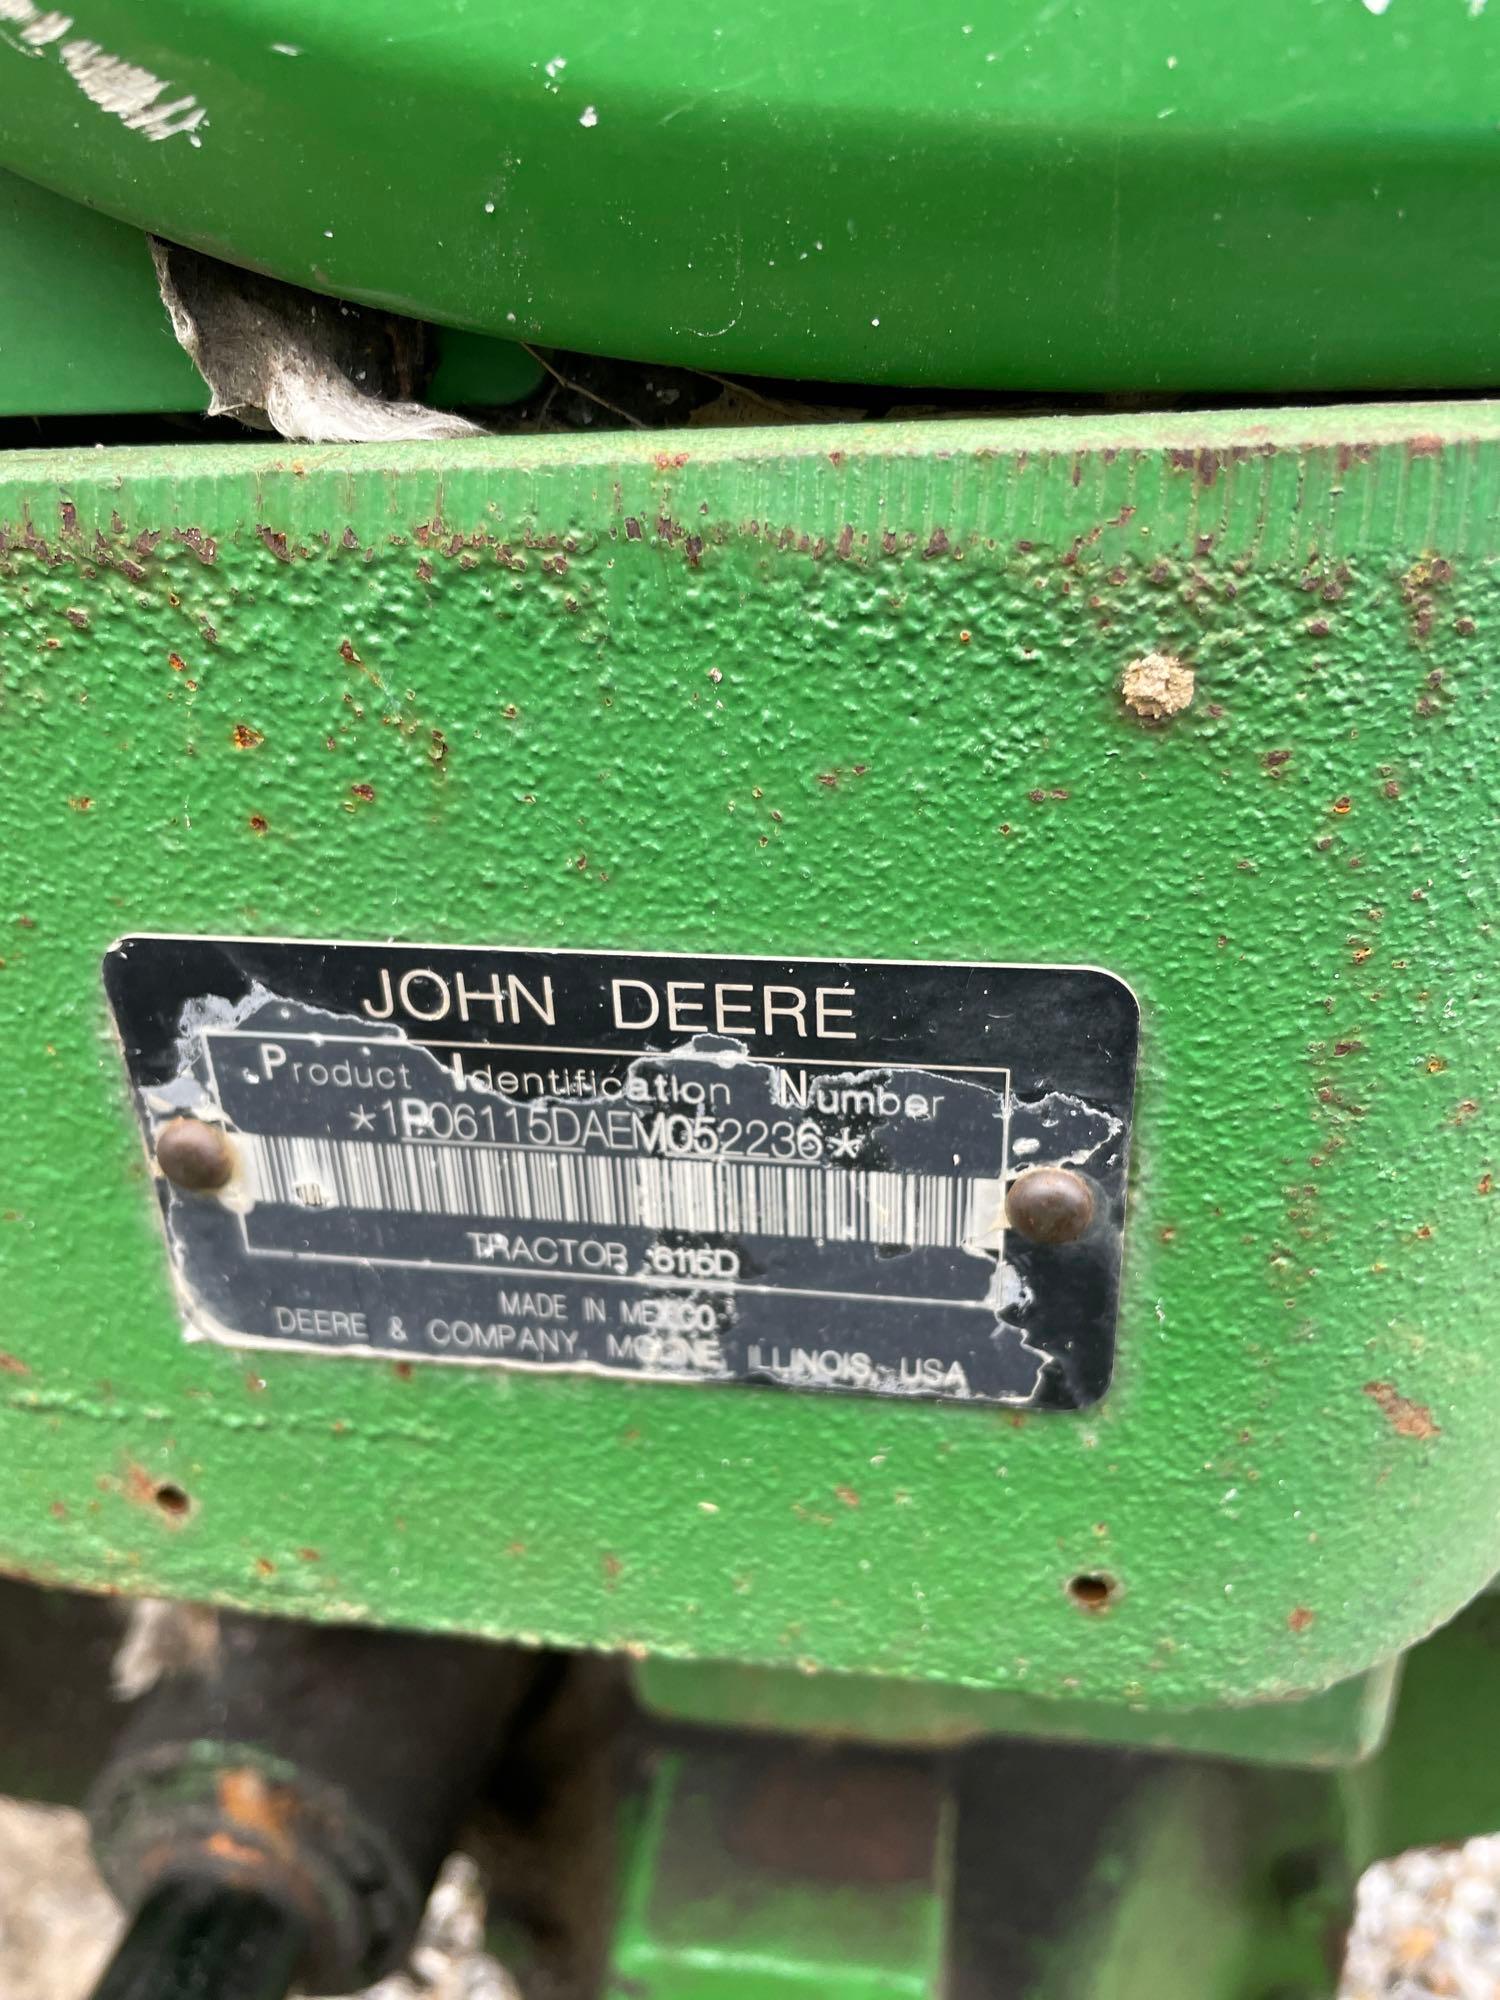 JOHN DEERE
Product Identification Number
*1P06115DAEM052236*
TRACTOR 6115D
MADE IN MEXICO
DEERE & COMPANY, MOLINE, ILLINOIS, USA